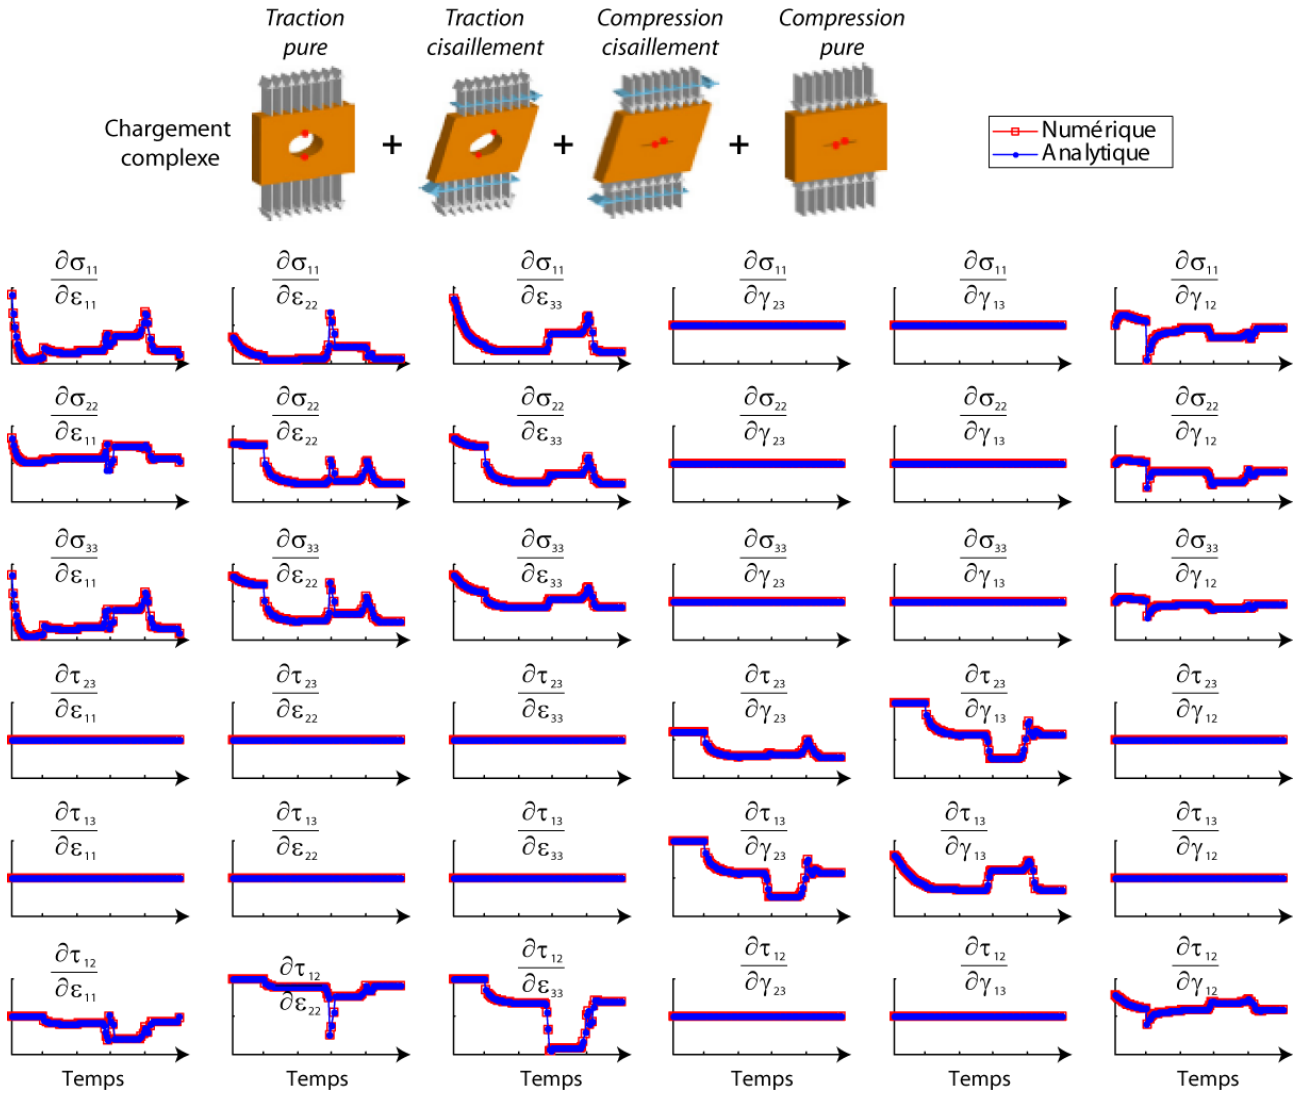 Traction
pure
Traction
cisaillement
Compression
cisaillement
Compression
pure
Chargement
complexe
+
+
+
Numérique
Analytique
∂σ11
∂ε11
∂σ11
∂ε22
∂σ11
∂ε33
∂σ11
∂γ23
∂σ11
∂γ13
∂σ11
∂γ12
∂σ22
∂ε11
∂σ22
∂ε22
∂σ22
∂ε33
∂σ22
∂γ23
∂σ22
∂γ13
∂σ22
∂γ12
∂σ33
∂ε11
∂σ33
∂ε22
∂σ33
∂ε33
∂σ33
∂γ23
∂σ33
∂γ13
∂σ33
∂γ12
∂τ23
∂ε11
∂τ23
∂ε22
∂τ23
∂ε33
∂τ23
∂γ23
∂τ23
∂γ13
∂τ23
∂γ12
∂τ13
∂ε11
∂τ13
∂ε22
∂τ13
∂ε33
∂τ13
∂γ23
∂τ13
∂γ13
∂τ13
∂γ12
∂τ12
∂ε11
∂τ12
∂ε22
∂τ12
∂ε33
∂τ12
∂γ23
∂τ12
∂γ13
∂τ12
∂γ12
Temps
Temps
Temps
Temps
Temps
Temps